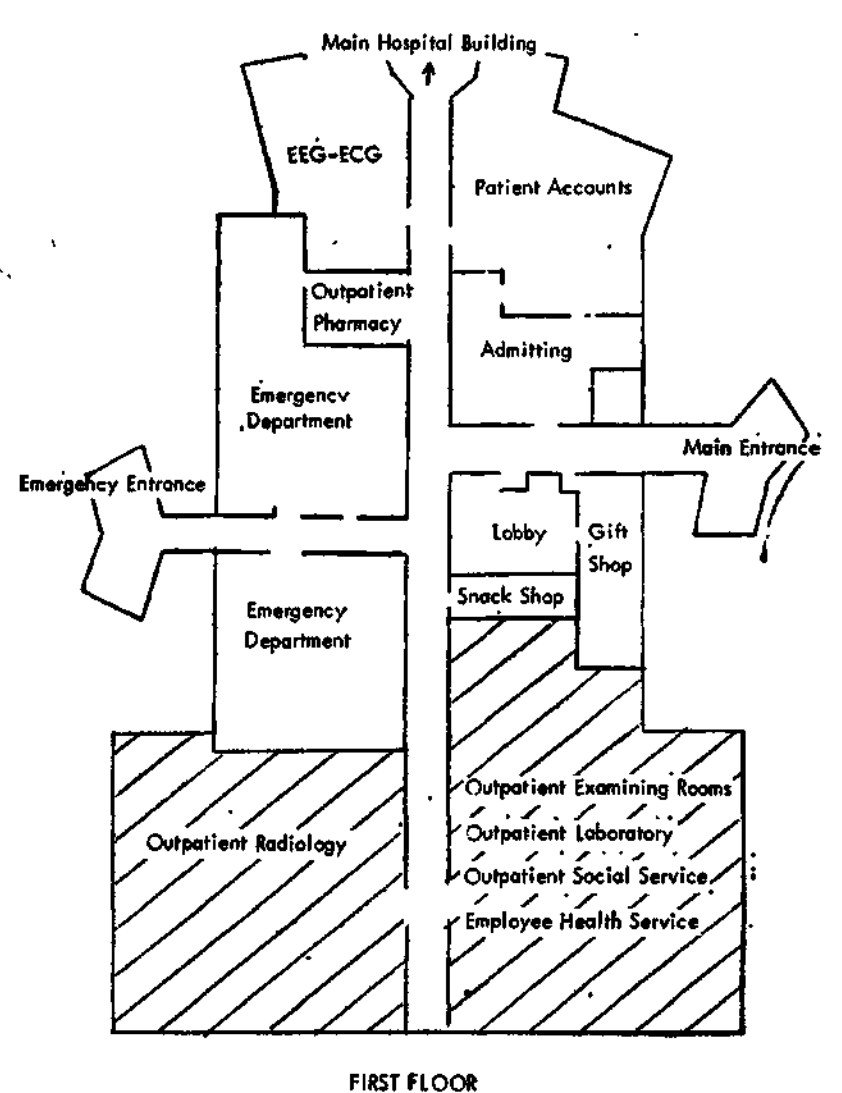 Main Hospital Building
EEG-ECG
Patient Accounts
Outpatient
Pharmacy
Admitting
Emergency
Department
Main Entrance
Emergency Entrance
Lobby
Gift
Shop
Snack Shop
Emergency
Department
Outpatient Examining Rooms
Outpatient Radiology
Outpatient Laboratory
Outpatient Social Service
Employee Health Service
FIRST FLOOR